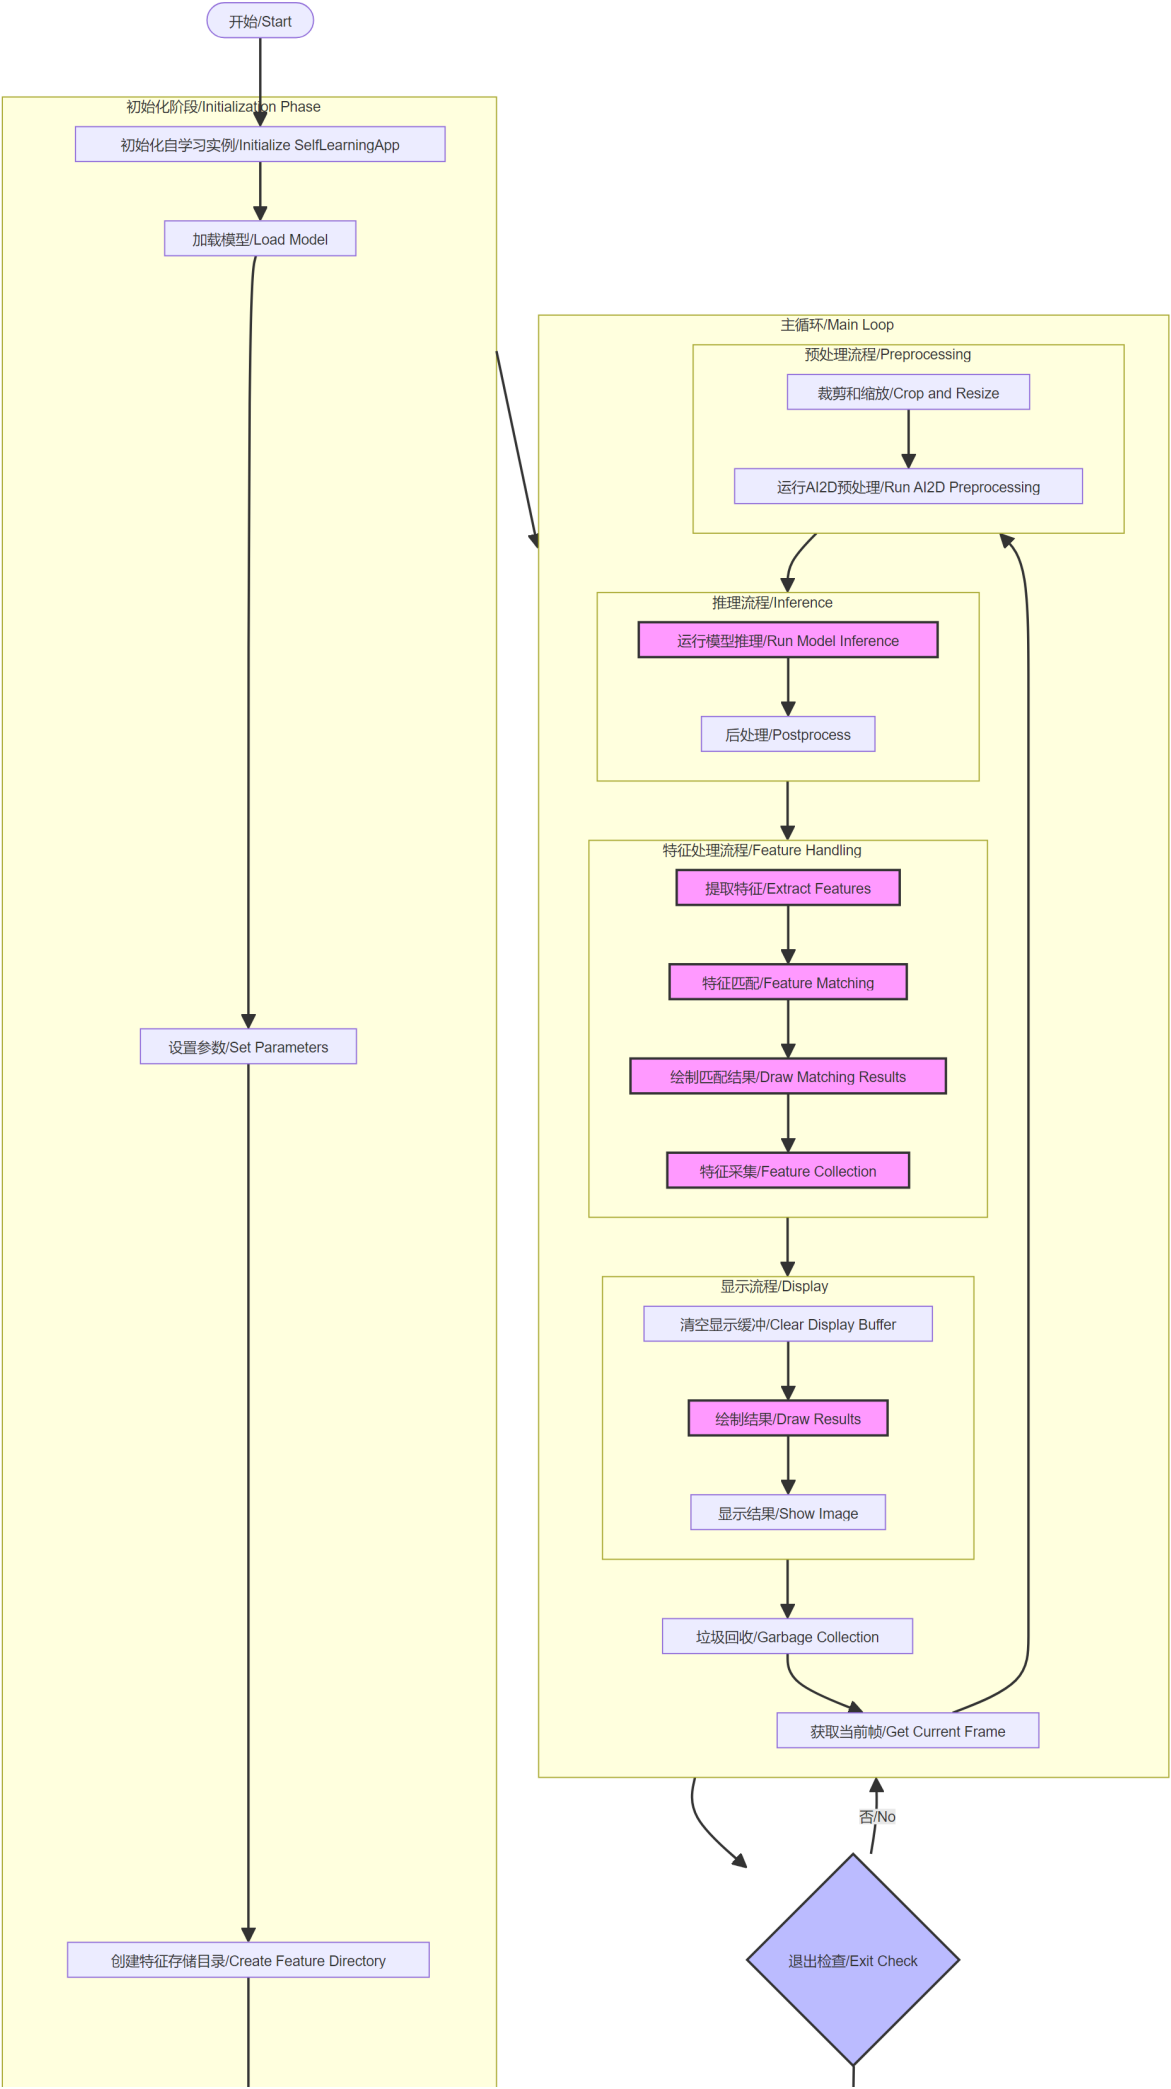 开始/Start
初始化阶段/Initialization Phase
初始化自学习实例/Initialize SelfLearningApp
加载模型/Load Model
设置参数/Set Parameters
创建特征存储目录/Create Feature Directory
主循环/Main Loop
预处理流程/Preprocessing
裁剪和缩放/Crop and Resize
运行AI2D预处理/Run AI2D Preprocessing
推理流程/Inference
运行模型推理/Run Model Inference
后处理/Postprocess
特征处理流程/Feature Handling
提取特征/Extract Features
特征匹配/Feature Matching
绘制匹配结果/Draw Matching Results
特征采集/Feature Collection
显示流程/Display
清空显示缓冲/Clear Display Buffer
绘制结果/Draw Results
显示结果/Show Image
垃圾回收/Garbage Collection
获取当前帧/Get Current Frame
否/No
退出检查/Exit Check